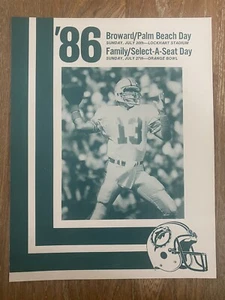 '86
Broward/Palm Beach Day
SUNDAY, JULY 20th—LOCKHART STADIUM
Family/Select-A-Seat Day
SUNDAY, JULY 27th—ORANGE BOWL
13